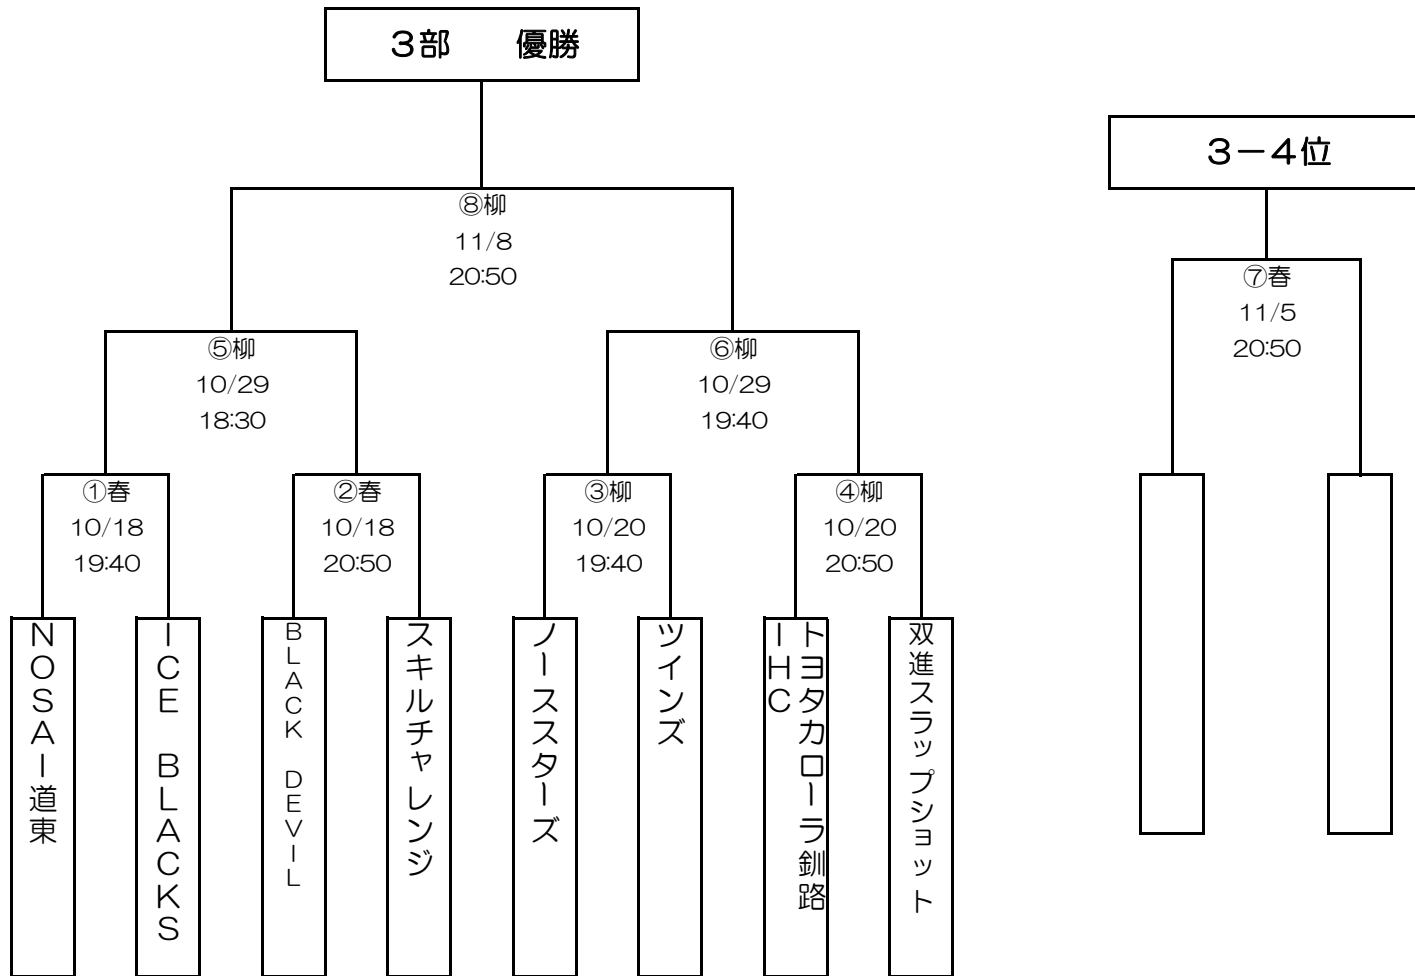 3部　優勝
3－4位
⑧柳
11/8
20:50
⑦春
11/5
20:50
⑤柳
10/29
18:30
⑥柳
10/29
19:40
①春
10/18
19:40
②春
10/18
20:50
③柳
10/20
19:40
④柳
10/20
20:50
NOSAI道東
ICE BLACKS
BLACK DEVIL
スキルチャレンジ
ノーススターズ
ツインズ
トヨタカローラ釧路
IHC
双進スラップショット